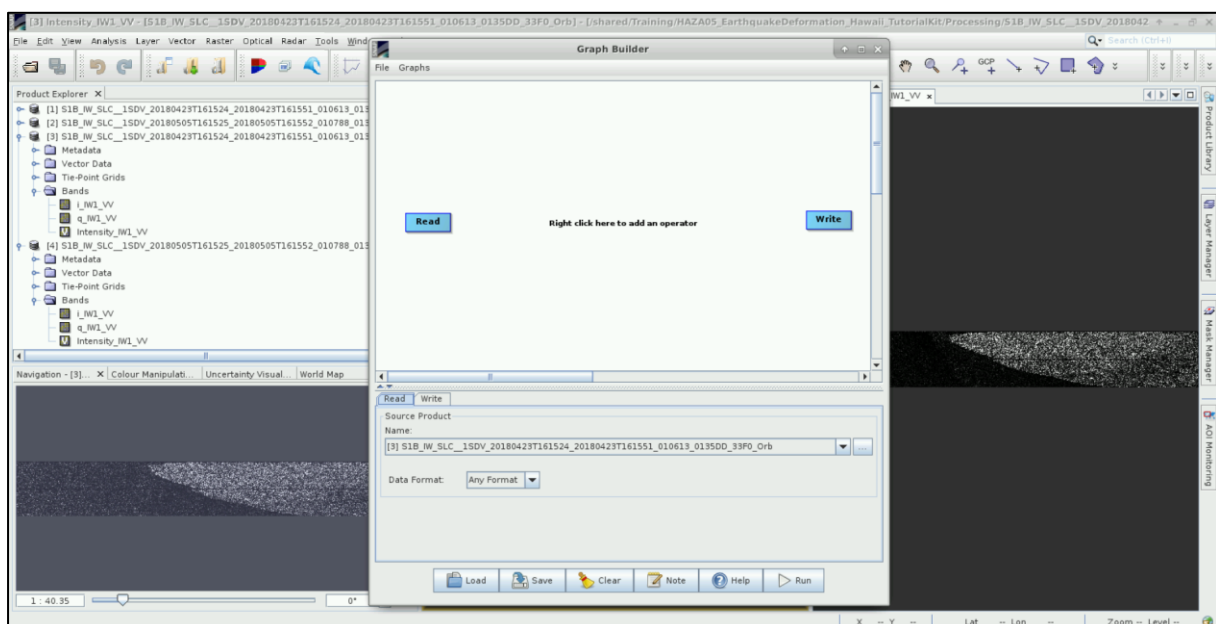 [3] Intensity_IW1_VV - [S1B_IW_SLC__1SDV_20180423T161524_20180423T161551_010613_0135DD_33F0_Orb] - [/shared/Training/HAZA05_EarthquakeDeformation_Hawaii_TutorialKit/Processing/S1B_IW_SLC__1SDV_2018042
File Edit View Analysis Layer Vector Raster Optical Radar Tools Wind
Search (Ctrl+I)
Graph Builder
File Graphs
GCP
Product Explorer
[1] S1B_IW_SLC__1SDV_20180423T161524_20180423T161551_010613_013
[2] S1B_IW_SLC__1SDV_20180505T161525_20180505T161552_010788_013
[3] S1B_IW_SLC__1SDV_20180423T161524_20180423T161551_010613_013
Metadata
Vector Data
Tie-Point Grids
Bands
i_IW1_VV
q_IW1_VV
Intensity_IW1_VV
[4] S1B_IW_SLC__1SDV_20180505T161525_20180505T161552_010788_013
Metadata
Vector Data
Tie-Point Grids
Bands
i_IW1_VV
q_IW1_VV
Intensity_IW1_VV
Navigation - [3]... Colour Manipulati... Uncertainty Visual... World Map
1 : 40.35
0°
Read
Right click here to add an operator
Write
Read Write
Source Product
Name:
[3] S1B_IW_SLC__1SDV_20180423T161524_20180423T161551_010613_0135DD_33F0_Orb
...
Data Format: Any Format
Load Save Clear Note Help Run
IW1_VV
Product Library
Layer Manager
Mask Manager
AOI Monitoring
X -- Y -- Lat -- Lon -- Zoom -- Level --